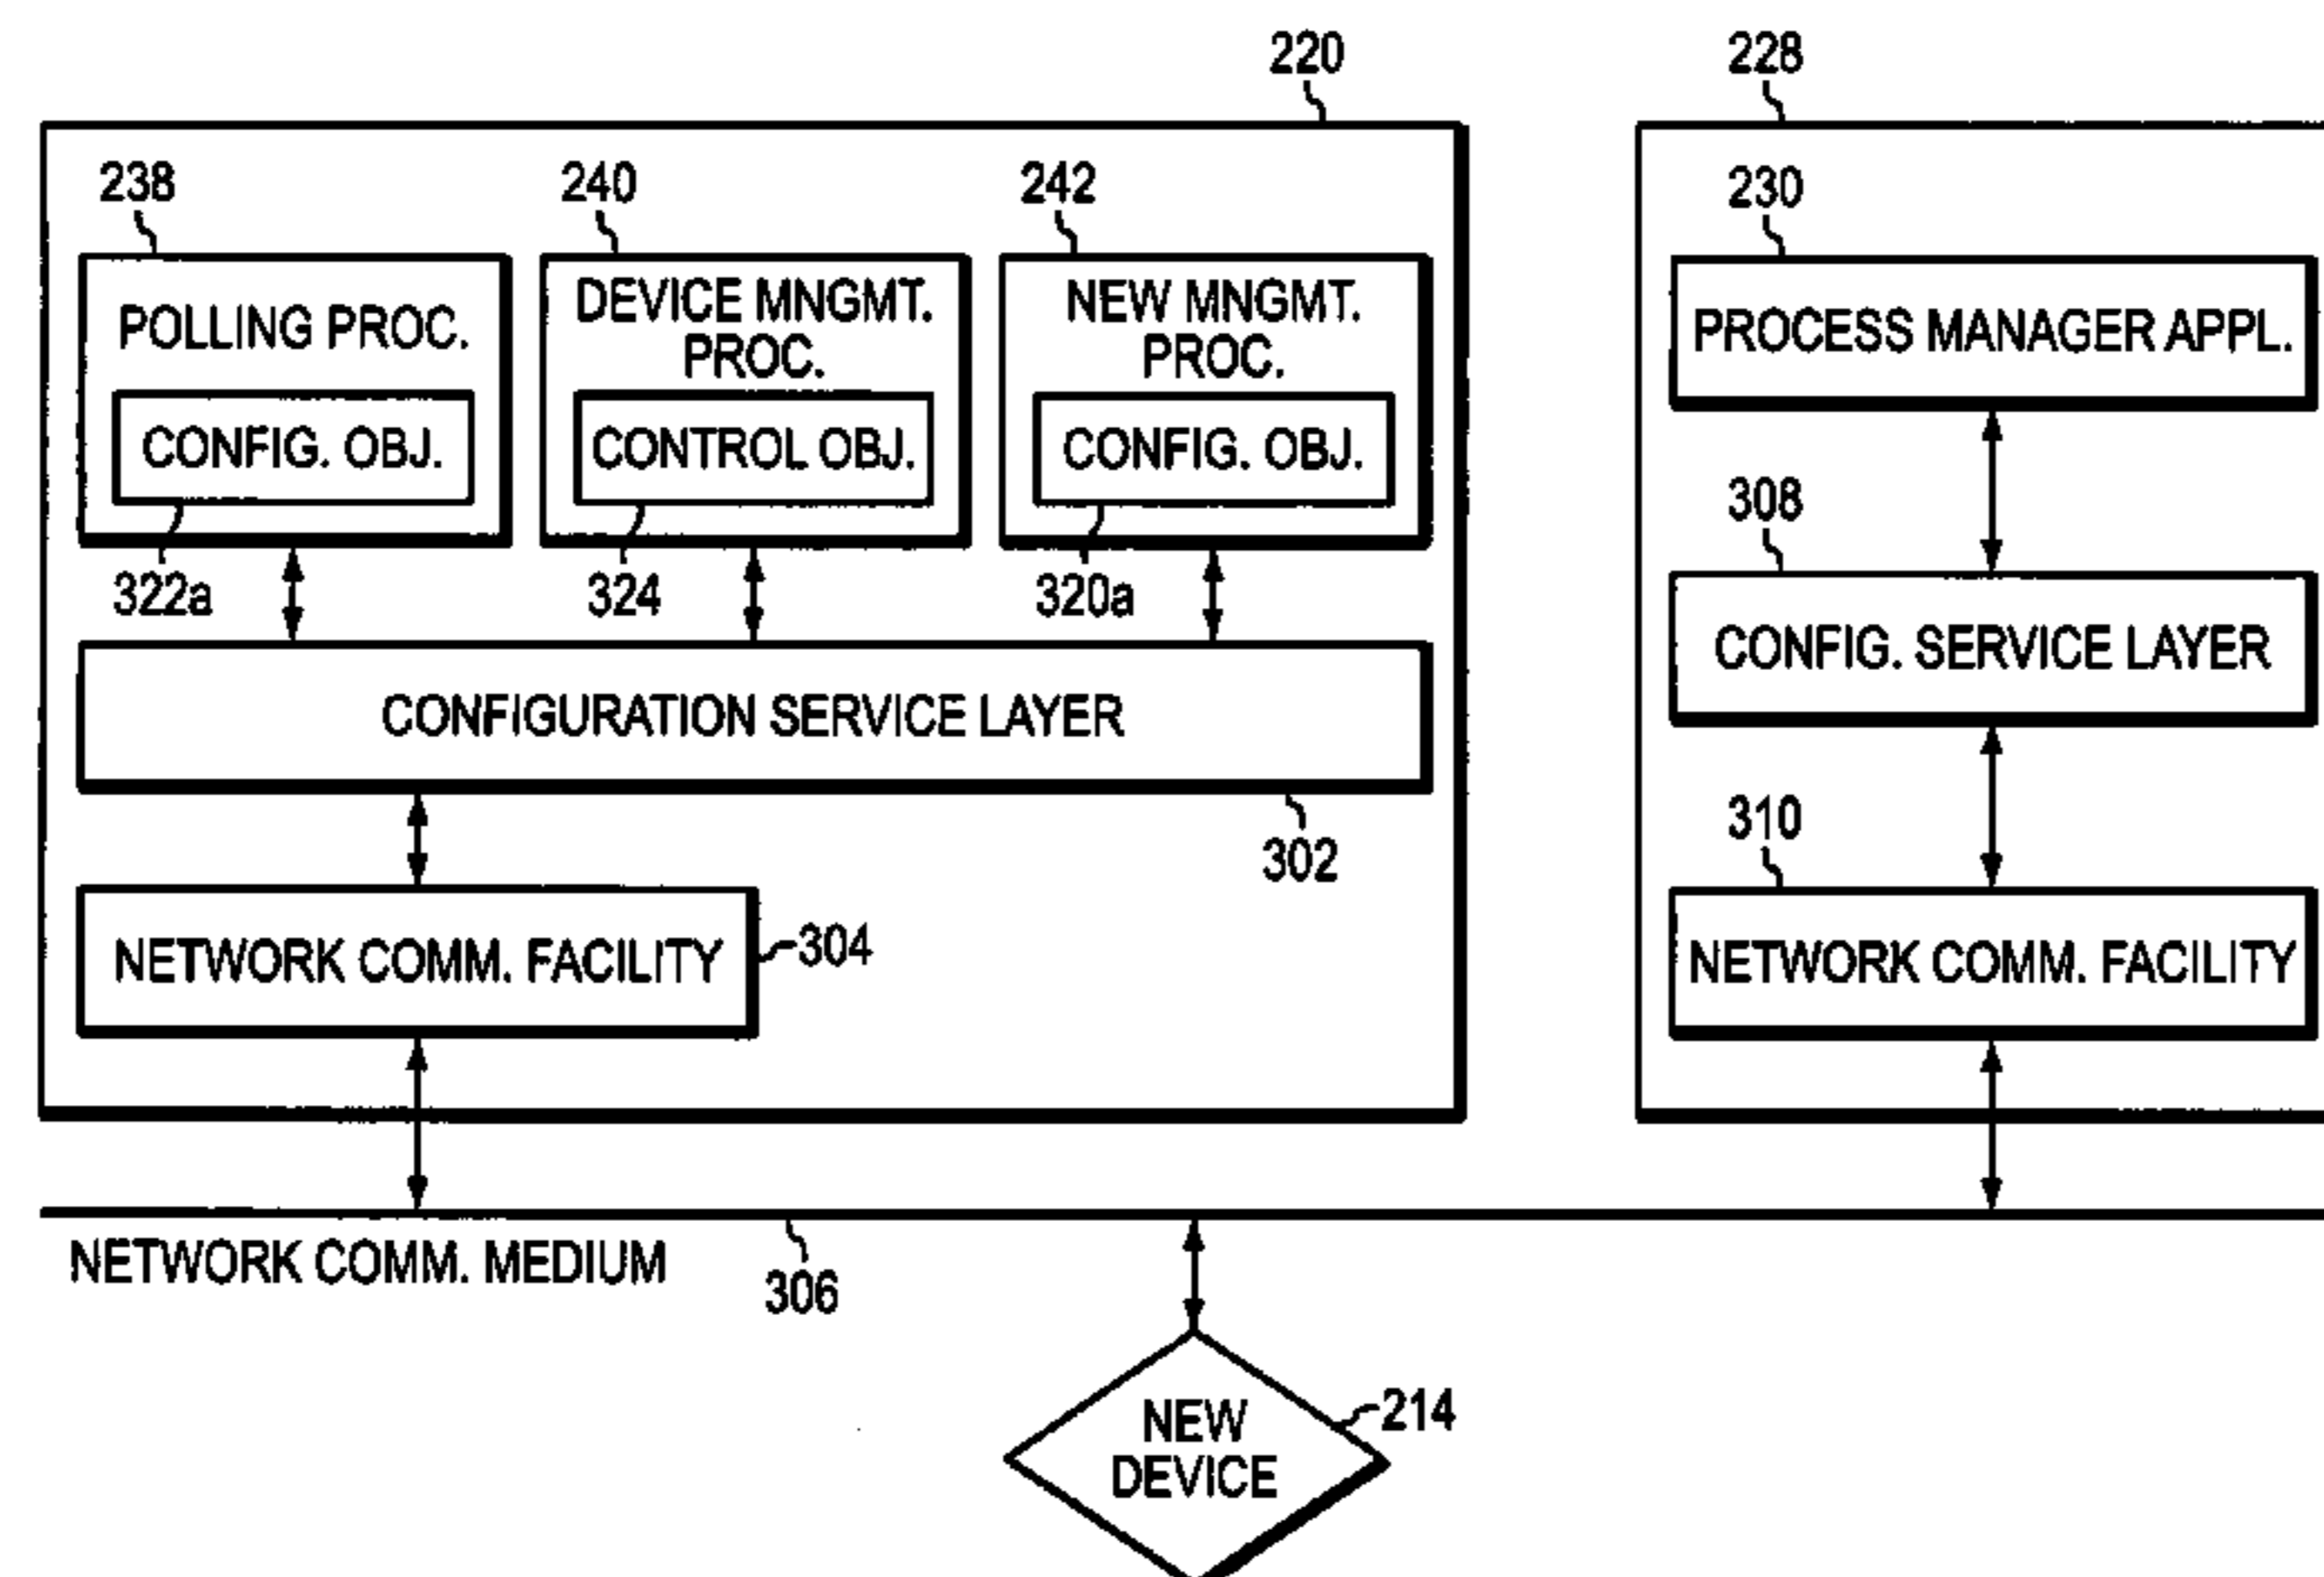 220
228
238
240
242
230
POLLING PROC.
DEVICE MNGMT.
PROC.
NEW MNGMT.
PROC.
PROCESS MANAGER APPL.
CONFIG. OBJ.
CONTROL OBJ.
CONFIG. OBJ.
322a
324
320a
308
CONFIGURATION SERVICE LAYER
CONFIG. SERVICE LAYER
302
310
NETWORK COMM. FACILITY
304
NETWORK COMM. FACILITY
NETWORK COMM. MEDIUM
306
NEW
DEVICE
214